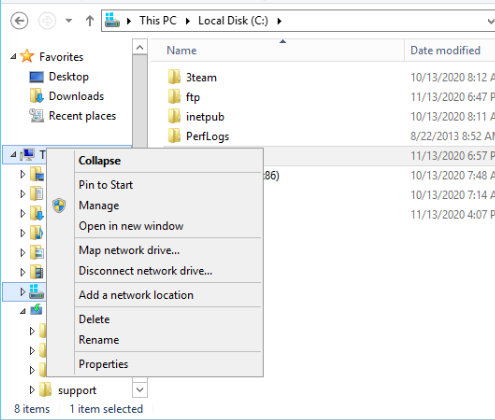 This PC Local Disk (C:)
Name Date modified
Favorites
Desktop
Downloads
Recent places
3team 10/13/2020 8:12 A
ftp 11/13/2020 6:47 P
inetpub 10/13/2020 8:11 A
PerfLogs 8/22/2013 8:52 A
11/13/2020 6:57 P
86) 10/13/2020 7:48 A
10/13/2020 7:14 A
11/13/2020 4:07 P
T
Collapse
Pin to Start
Manage
Open in new window
Map network drive...
Disconnect network drive...
Add a network location
Delete
Rename
Properties
support
8 items 1 item selected